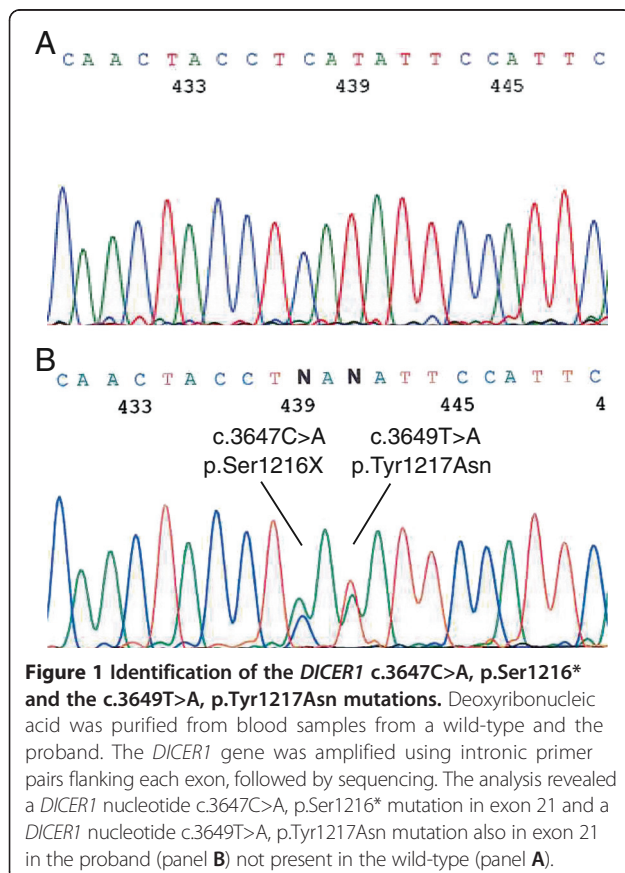 A
C A A C T A C C T C A T A T T C C A T T C
433 439 445
B
C A A C T A C C T N A N A T T C C A T T C
433 439 445 4
c.3647C>A c.3649T>A
p.Ser1216X p.Tyr1217Asn
Figure 1 Identification of the DICER1 c.3647C>A, p.Ser1216*
and the c.3649T>A, p.Tyr1217Asn mutations. Deoxyribonucleic
acid was purified from blood samples from a wild-type and the
proband. The DICER1 gene was amplified using intronic primer
pairs flanking each exon, followed by sequencing. The analysis revealed
a DICER1 nucleotide c.3647C>A, p.Ser1216* mutation in exon 21 and a
DICER1 nucleotide c.3649T>A, p.Tyr1217Asn mutation also in exon 21
in the proband (panel B) not present in the wild-type (panel A).